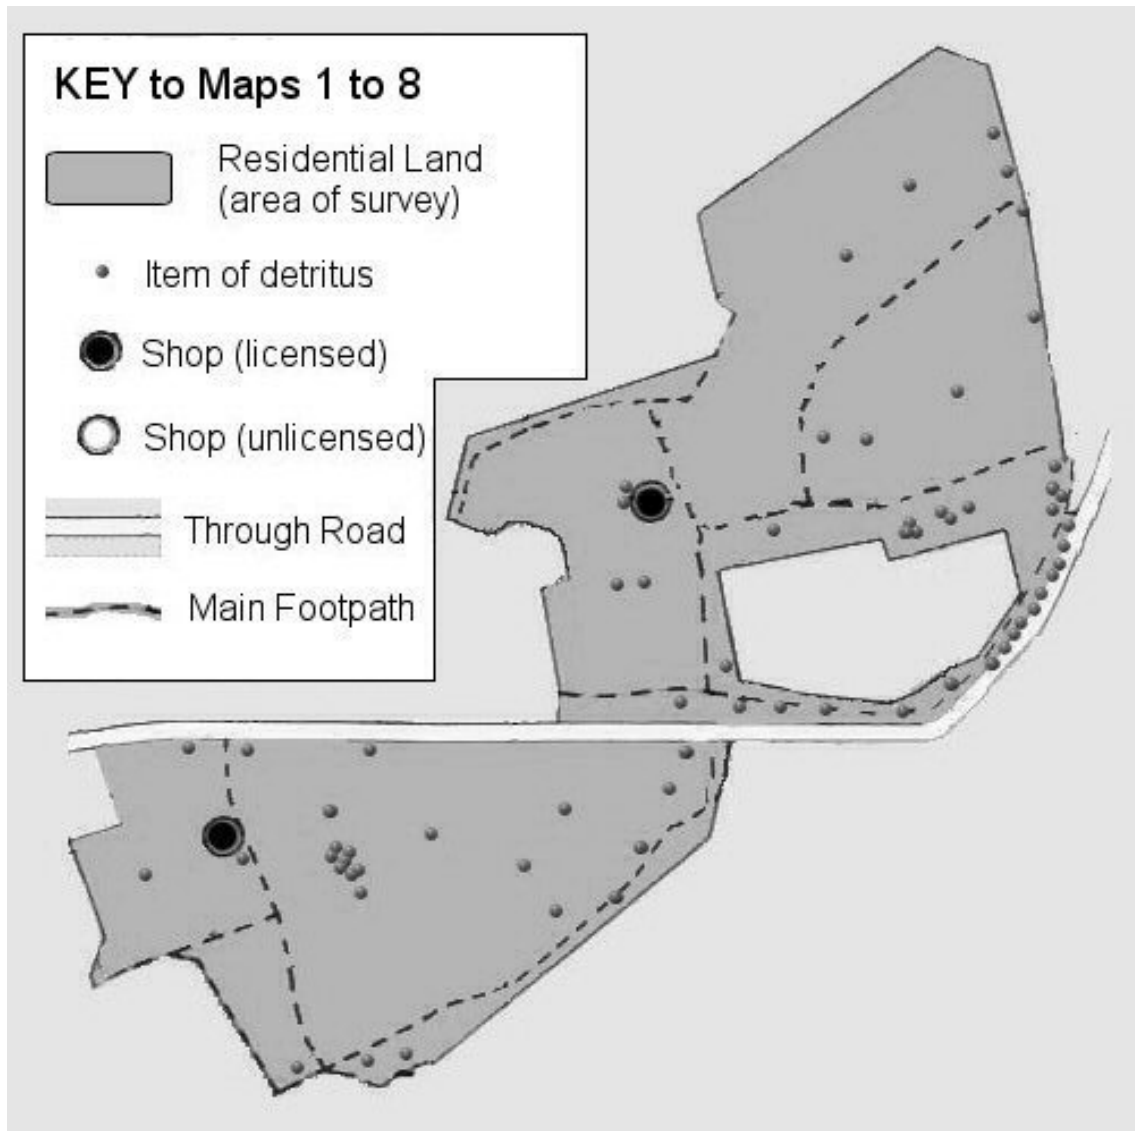 KEY to Maps 1 to 8
Residential Land
(area of survey)
Item of detritus
Shop (licensed)
Shop (unlicensed)
Through Road
Main Footpath